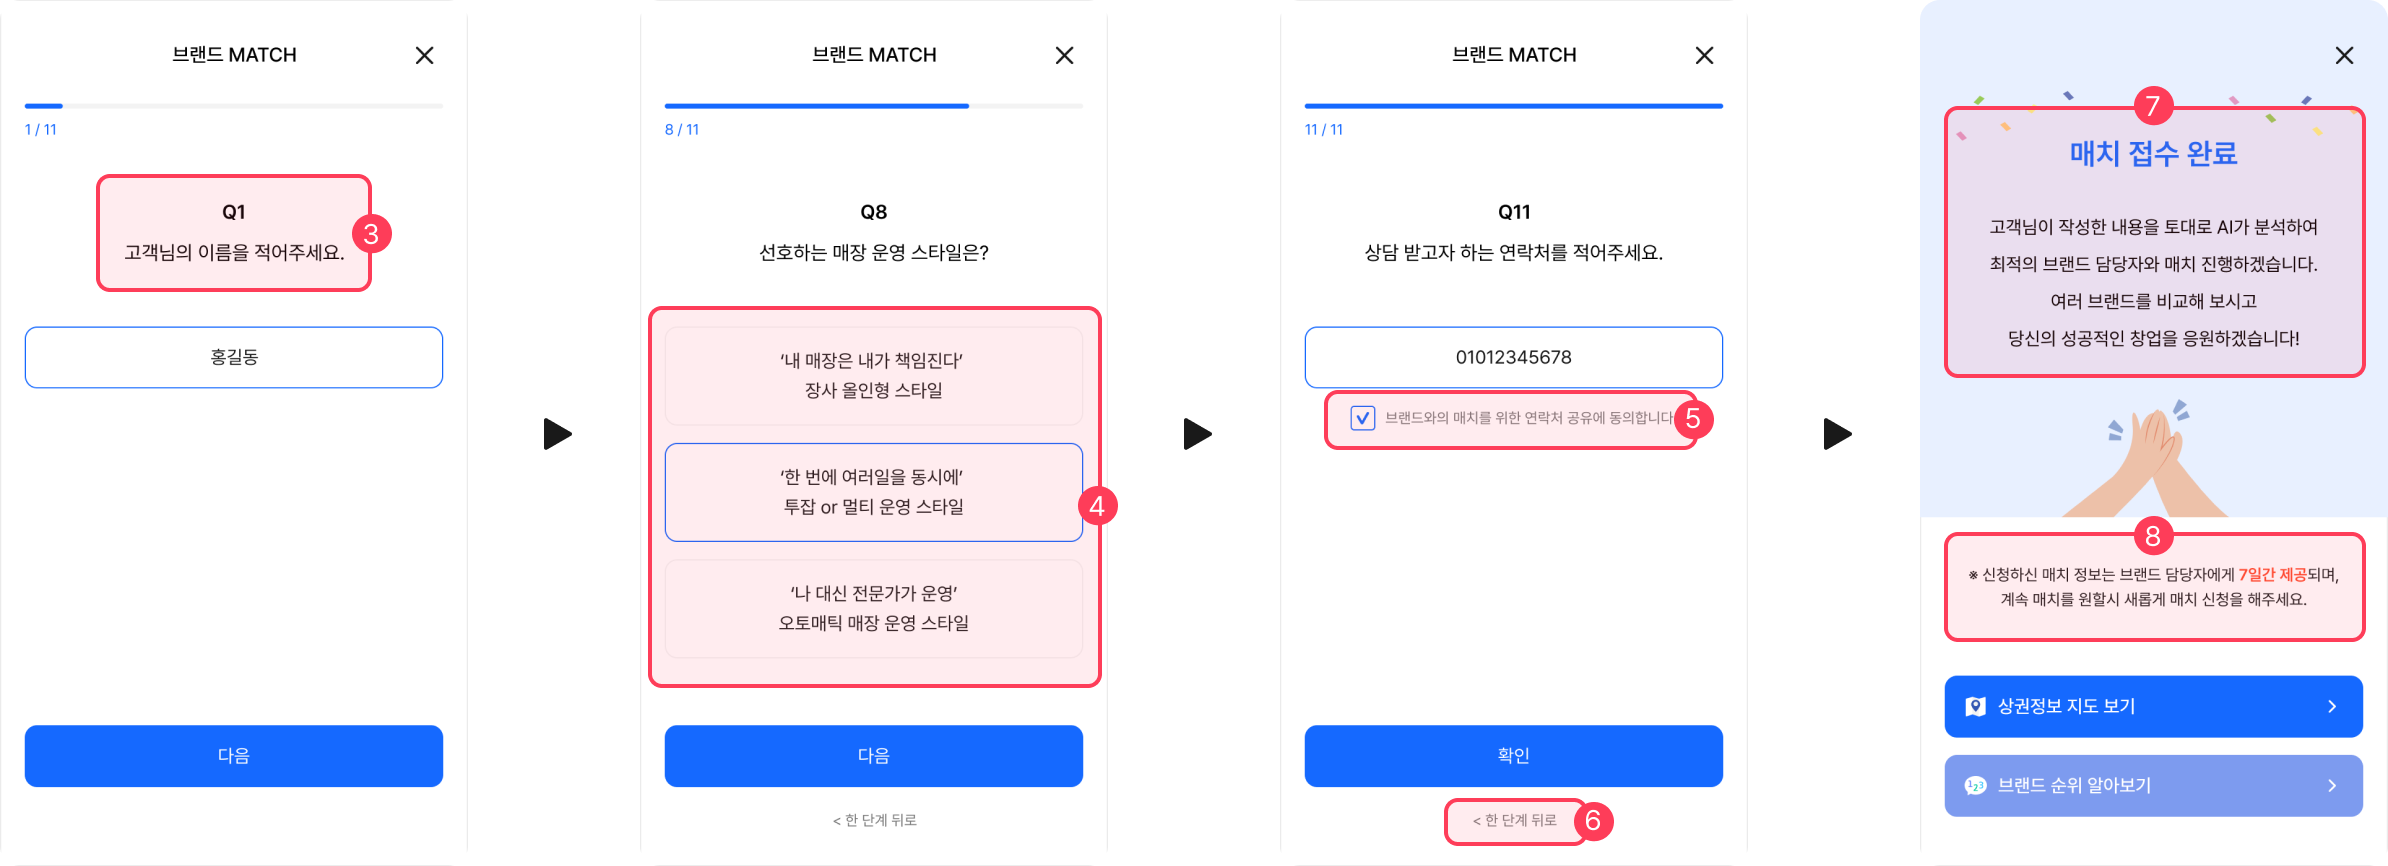 브랜드 MATCH
1 / 11
Q1
3
고객님의 이름을 적어주세요.
홍길동
다음
브랜드 MATCH
8 / 11
Q8
선호하는 매장 운영 스타일은?
‘내 매장은 내가 책임진다’
장사 올인형 스타일
‘한 번에 여러일을 동시에’
투잡 or 멀티 운영 스타일
4
‘나 대신 전문가가 운영’
오토매틱 매장 운영 스타일
다음
< 한 단계 뒤로
브랜드 MATCH
11 / 11
Q11
상담 받고자 하는 연락처를 적어주세요.
01012345678
브랜드와의 매치를 위한 연락처 공유에 동의합니다
5
확인
< 한 단계 뒤로
6
7
매치 접수 완료
고객님이 작성한 내용을 토대로 AI가 분석하여
최적의 브랜드 담당자와 매치 진행하겠습니다.
여러 브랜드를 비교해 보시고
당신의 성공적인 창업을 응원하겠습니다!
8
※ 신청하신 매치 정보는 브랜드 담당자에게 7일간 제공되며,
계속 매치를 원할시 새롭게 매치 신청을 해주세요.
상권정보 지도 보기
123 브랜드 순위 알아보기